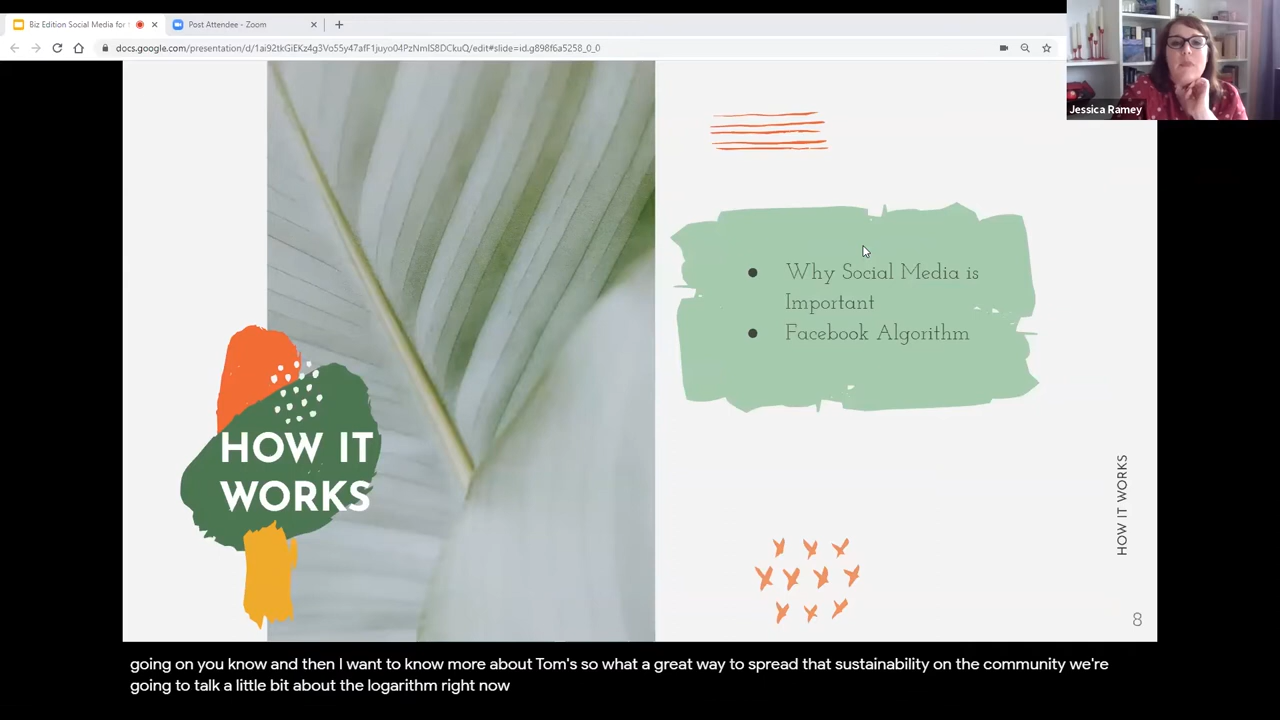 Biz Edition Social Media for
Post Attendee - Zoom
docs.google.com/presentation/d/1ai92tkGiEKz4g3Vo55y47afF1juyo04PzNmlS8DCkuQ/edit#slide=id.g898f6a5258_0_0
Jessica Ramey
Why Social Media is
Important
Facebook Algorithm
HOW IT
WORKS
HOW IT WORKS
8
going on you know and then I want to know more about Tom's so what a great way to spread that sustainability on the community we're
going to talk a little bit about the logarithm right now